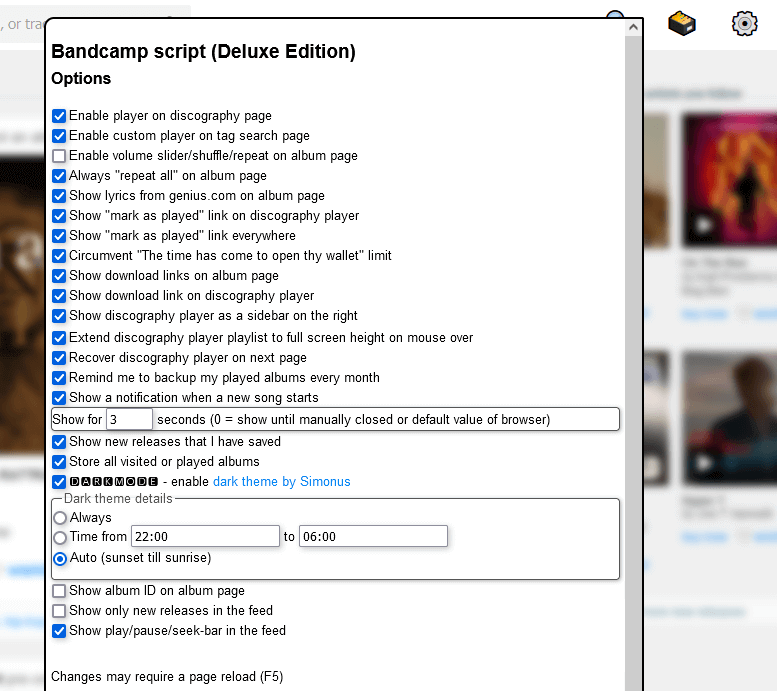 , or tra
Bandcamp script (Deluxe Edition)
Options
Enable player on discography page
Enable custom player on tag search page
Enable volume slider/shuffle/repeat on album page
Always "repeat all" on album page
Show lyrics from genius.com on album page
Show "mark as played" link on discography player
Show "mark as played" link everywhere
Circumvent "The time has come to open thy wallet" limit
Show download links on album page
Show download link on discography player
Show discography player as a sidebar on the right
Extend discography player playlist to full screen height on mouse over
Recover discography player on next page
Remind me to backup my played albums every month
Show a notification when a new song starts
Show for 3 seconds (0 = show until manually closed or default value of browser)
Show new releases that I have saved
Store all visited or played albums
🅳🅰🆁🅺🅼🅾🅳🅴 - enable dark theme by Simonus
Dark theme details
Always
Time from 22:00 to 06:00
Auto (sunset till sunrise)
Show album ID on album page
Show only new releases in the feed
Show play/pause/seek-bar in the feed
Changes may require a page reload (F5)